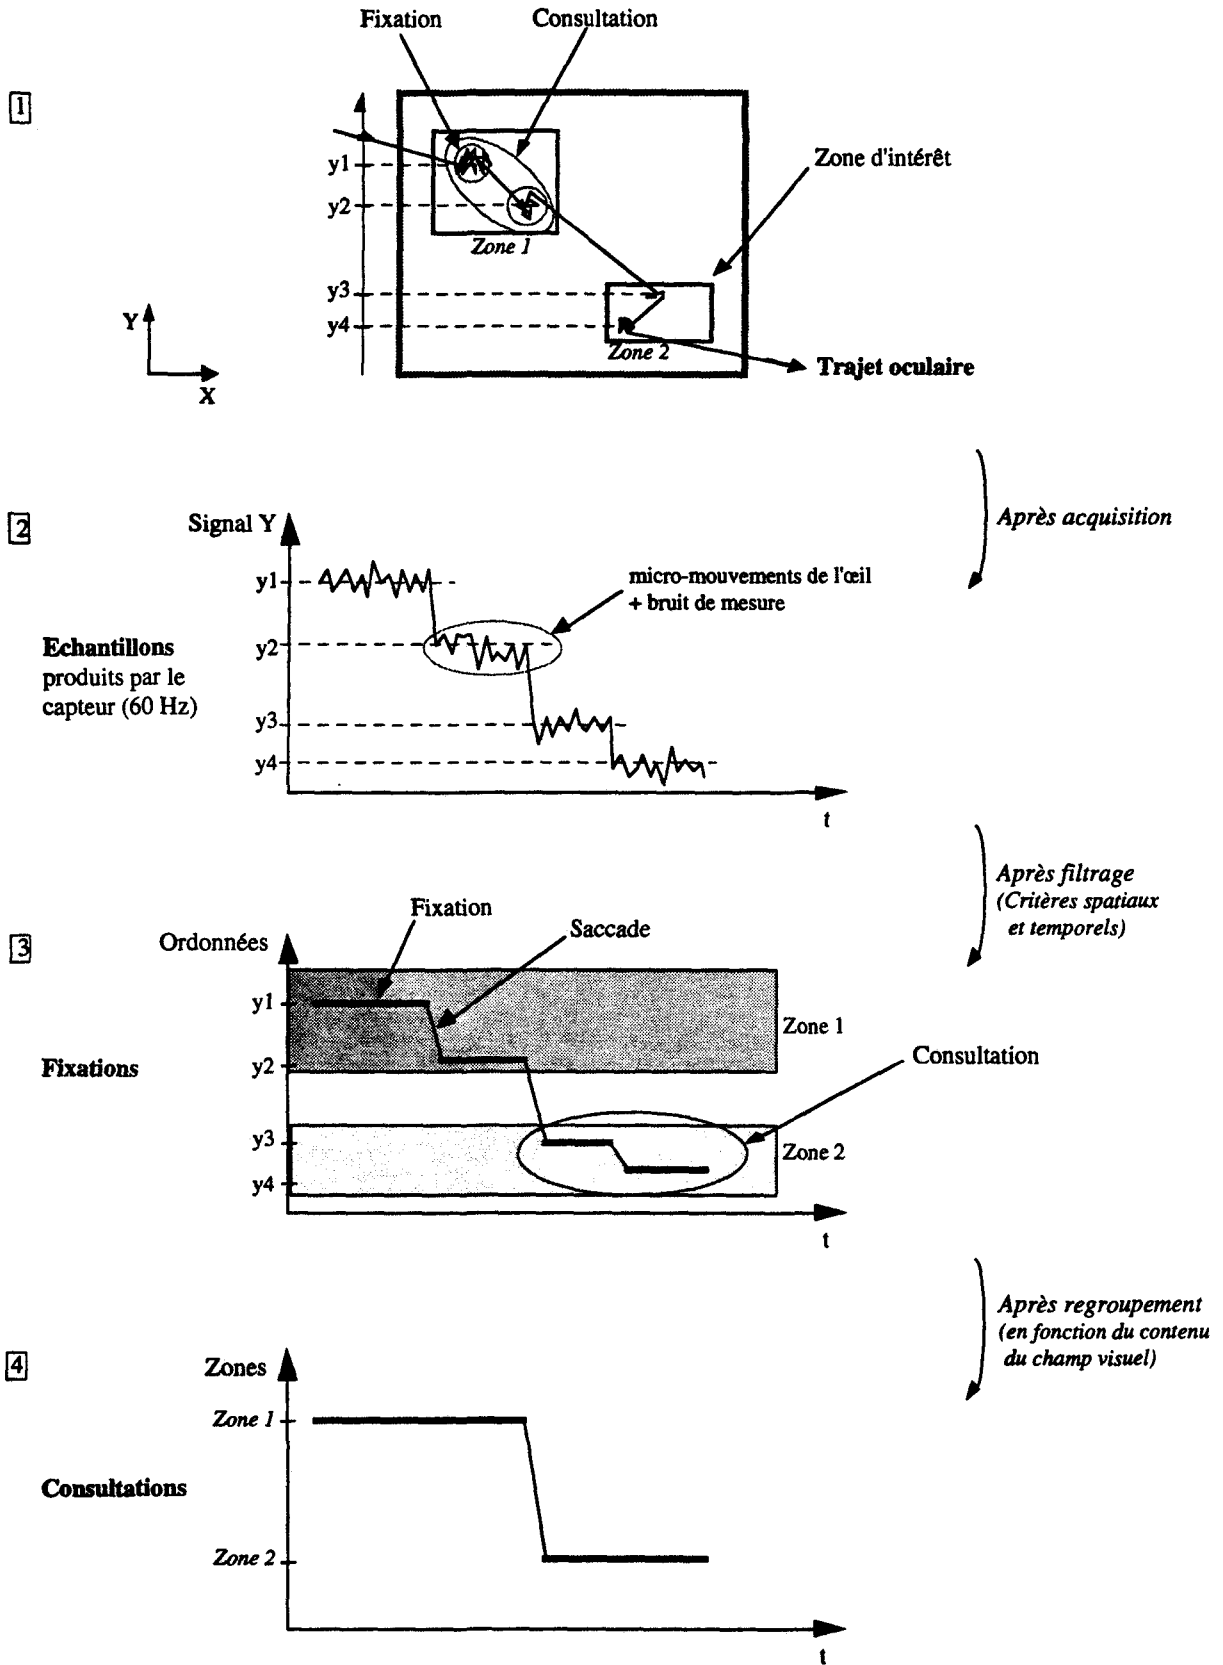 Fixation
Consultation
1
Zone d'intérêt
y1
y2
Zone 1
y3
y4
Zone 2
Y
X
Trajet oculaire
Après acquisition
2
Signal Y
y1
micro-mouvements de l'œil
+ bruit de mesure
Echantillons
produits par le
capteur (60 Hz)
y2
y3
y4
t
Après filtrage
(Critères spatiaux
et temporels)
3
Fixation
Saccade
Ordonnées
y1
Zone 1
y2
Fixations
Consultation
y3
Zone 2
y4
t
Après regroupement
(en fonction du contenu
du champ visuel)
4
Zones
Zone 1
Consultations
Zone 2
t